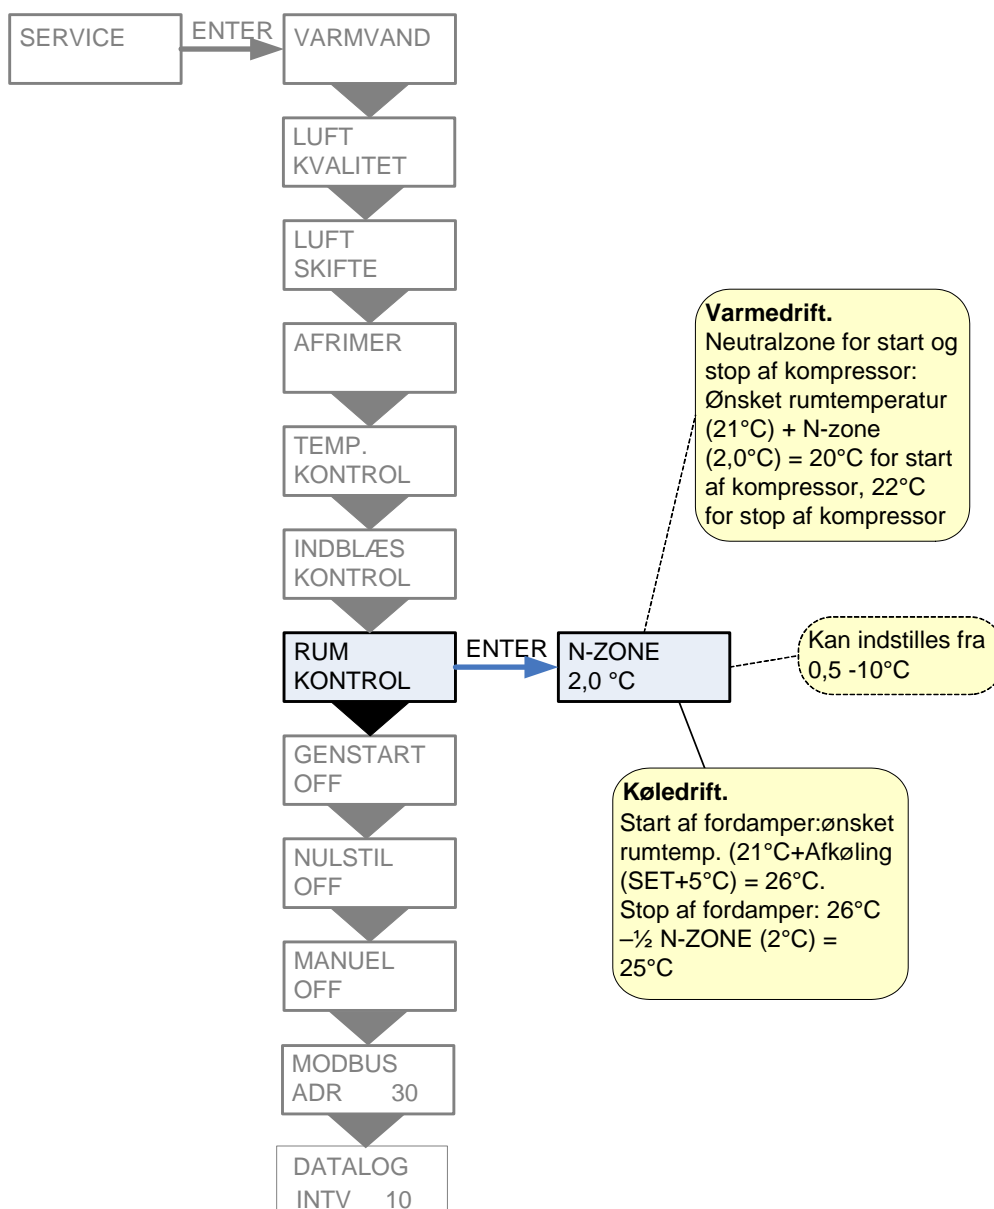 SERVICE
ENTER
VARMVAND
LUFT
KVALITET
LUFT
SKIFTE
AFRIMER
TEMP.
KONTROL
INDBLÆS
KONTROL
RUM
KONTROL
ENTER
N-ZONE
2,0 °C
Varmedrift.
Neutralzone for start og
stop af kompressor:
Ønsket rumtemperatur
(21°C) + N-zone
(2,0°C) = 20°C for start
af kompressor, 22°C
for stop af kompressor
Kan indstilles fra
0,5 -10°C
Køledrift.
Start af fordamper:ønsket
rumtemp. (21°C+Afkøling
(SET+5°C) = 26°C.
Stop af fordamper: 26°C
–½ N-ZONE (2°C) =
25°C
GENSTART
OFF
NULSTIL
OFF
MANUEL
OFF
MODBUS
ADR 30
DATALOG
INTV 10